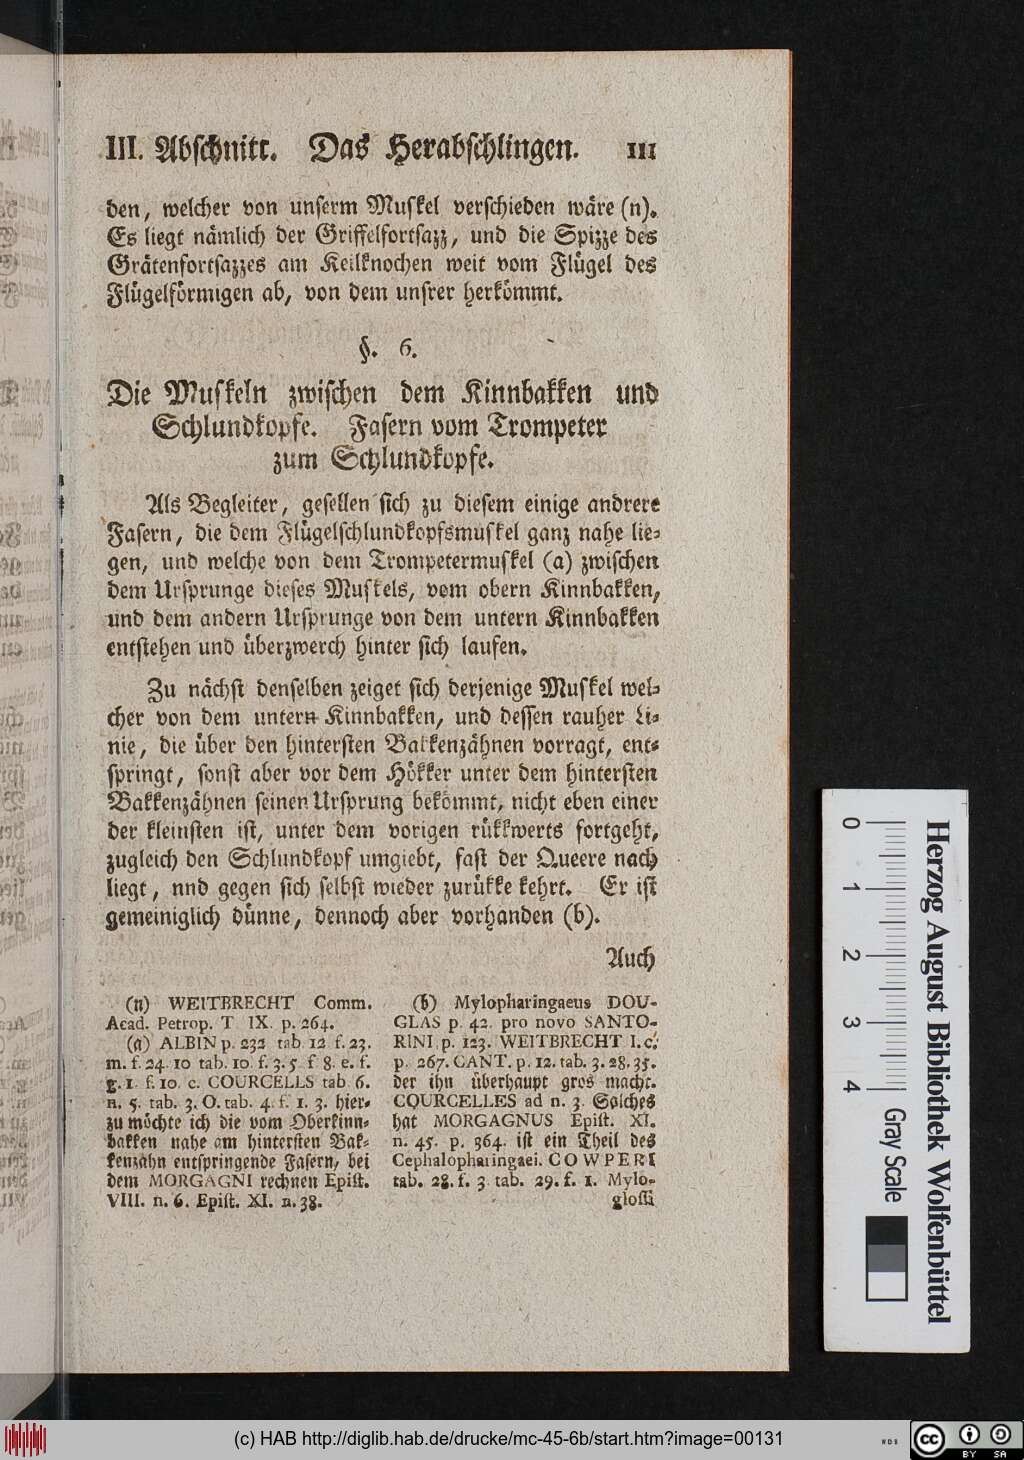 III. Abschnitt. Das Herabschlingen. 111
den, welcher von unserm Muskel verschieden wäre (n).
Es liegt nämlich der Griffelfortsazz, und die Spizze des
Grätenfortsazzes am Keilknochen weit vom Flügel des
Flügelförmigen ab, von dem unsrer herkömmt.
§. 6.
Die Muskeln zwischen dem Kinnbakken und
Schlundkopfe. Fasern vom Trompeter
zum Schlundkopfe.
Als Begleiter, gesellen sich zu diesem einige andrere
Fasern, die dem Flügelschlundkopfsmuskel ganz nahe lie-
gen, und welche von dem Trompetermuskel (a) zwischen
dem Ursprunge dieses Muskels, vom obern Kinnbakken,
und dem andern Ursprunge von dem untern Kinnbakken
entstehen und überzwerch hinter sich laufen.
Zu nächst denselben zeiget sich derjenige Muskel wel-
cher von dem untern Kinnbakken, und dessen rauher Li-
nie, die über den hintersten Bakkenzähnen vorragt, ent-
springt, sonst aber vor dem Hökker unter dem hintersten
Bakkenzähnen seinen Ursprung bekömmt, nicht eben einer
der kleinsten ist, unter dem vorigen rükkwerts fortgeht,
zugleich den Schlundkopf umgiebt, fast der Queere nach
liegt, nnd gegen sich selbst wieder zurükke kehrt. Er ist
gemeiniglich dünne, dennoch aber vorhanden (b).
Auch
(n) WEITBRECHT Comm.
Acad. Petrop. T IX. p. 264.
(a) ALBIN p. 232 tab. 12 f. 23.
m. f. 24. 10 tab. 10. f. 3. 5. f 8. e. f.
g. 1. f. 10. c. COURCELLS tab. 6.
n. 5. tab. 3. O. tab. 4. f. 1. 3. hier-
zu möchte ich die vom Oberkinn-
bakken nahe am hintersten Bak-
kenzahn entspringende Fasern, bei
dem MORGAGNI rechnen Epist.
VIII. n. 6. Epist. XI. n. 38.
(b) Mylopharingaeus DOU-
GLAS p. 42. pro novo SANTO-
RINI p. 123. WEITBRECHT l. c.
p. 267. CANT. p. 12. tab. 3. 28. 35.
der ihn überhaupt gros macht.
COURCELLES ad n. 3. Solches
hat MORGAGNUS Epist. XI.
n. 45. p. 364. ist ein Theil des
Cephalopharingaei. COWPERI
tab. 28. f. 3. tab. 29. f. 1. Mylo-
glossi
0 1 2 3 4 Gray Scale
Herzog August Bibliothek Wolfenbüttel
(c) HAB http://diglib.hab.de/drucke/mc-45-6b/start.htm?image=00131
cc BY SA